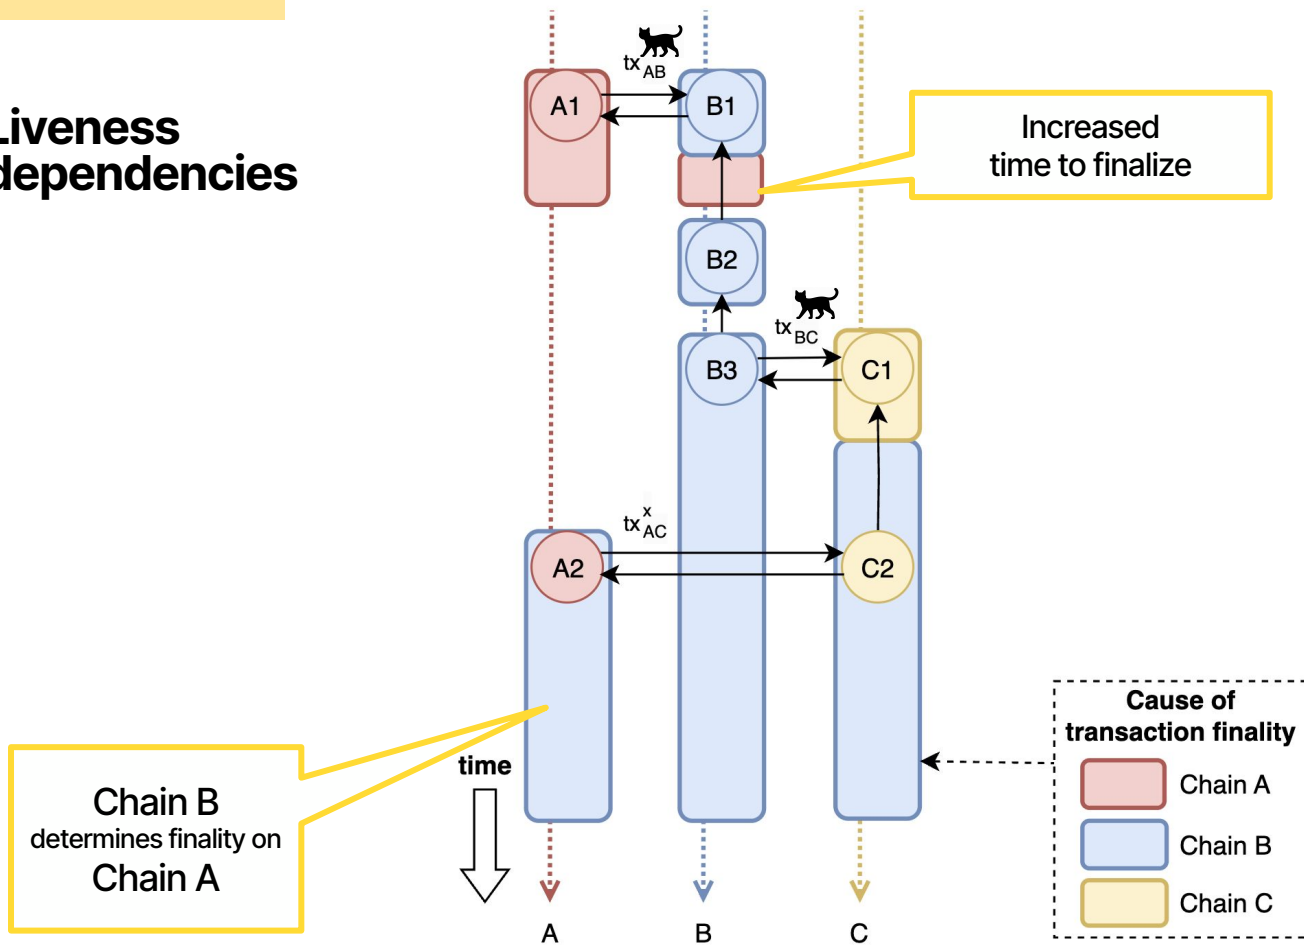 Liveness
dependencies
tx AB
A1
B1
Increased
time to finalize
B2
tx BC
B3
C1
tx x AC
A2
C2
Chain B
determines finality on
Chain A
time
Cause of
transaction finality
Chain A
Chain B
Chain C
A
B
C